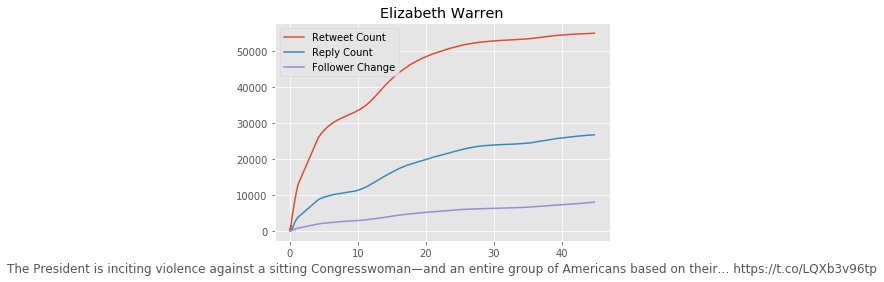 Elizabeth Warren
Retweet Count
Reply Count
Follower Change
50000
40000
30000
20000
10000
0
0 10 20 30 40
The President is inciting violence against a sitting Congresswoman—and an entire group of Americans based on their… https://t.co/LQXb3v96tp